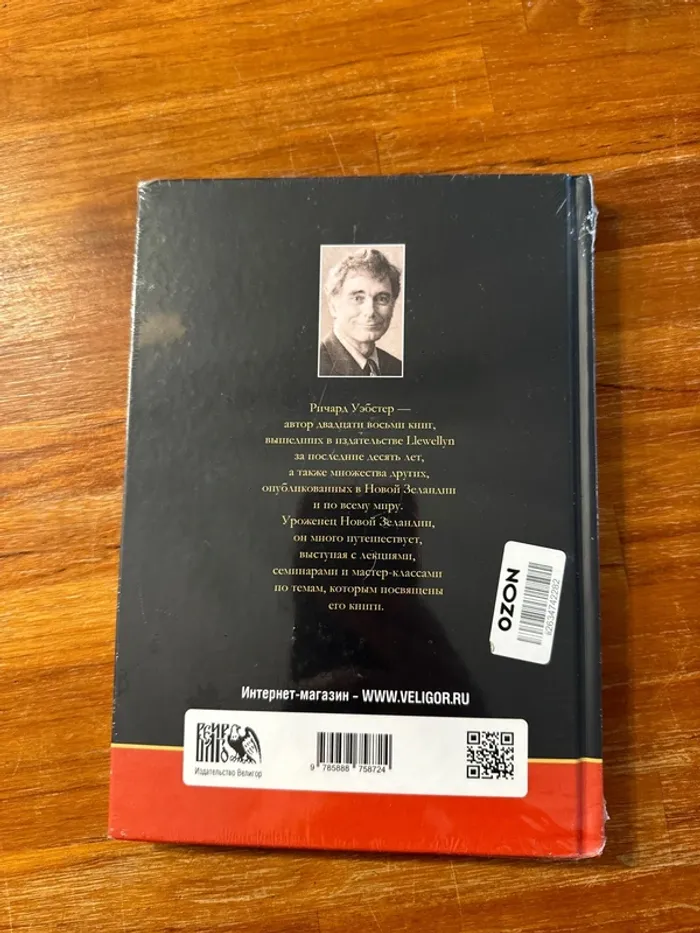 Ричард Уэбстер —
автор двадцати восьми книг,
вышедших в издательстве Llewellyn
за последние десять лет,
а также множества других,
опубликованных в Новой Зеландии
и по всему миру.
Уроженец Новой Зеландии,
он много путешествует,
выступая с лекциями,
семинарами и мастер-классами
по темам, которым посвящены
его книги.
OZON
Интернет-магазин - WWW.VELIGOR.RU
Издательство Велигор
9 785888 758724